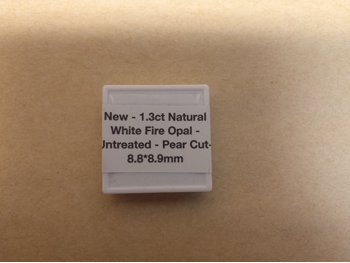 New - 1.3ct Natural
White Fire Opal -
Untreated - Pear Cut-
8.8*8.9mm